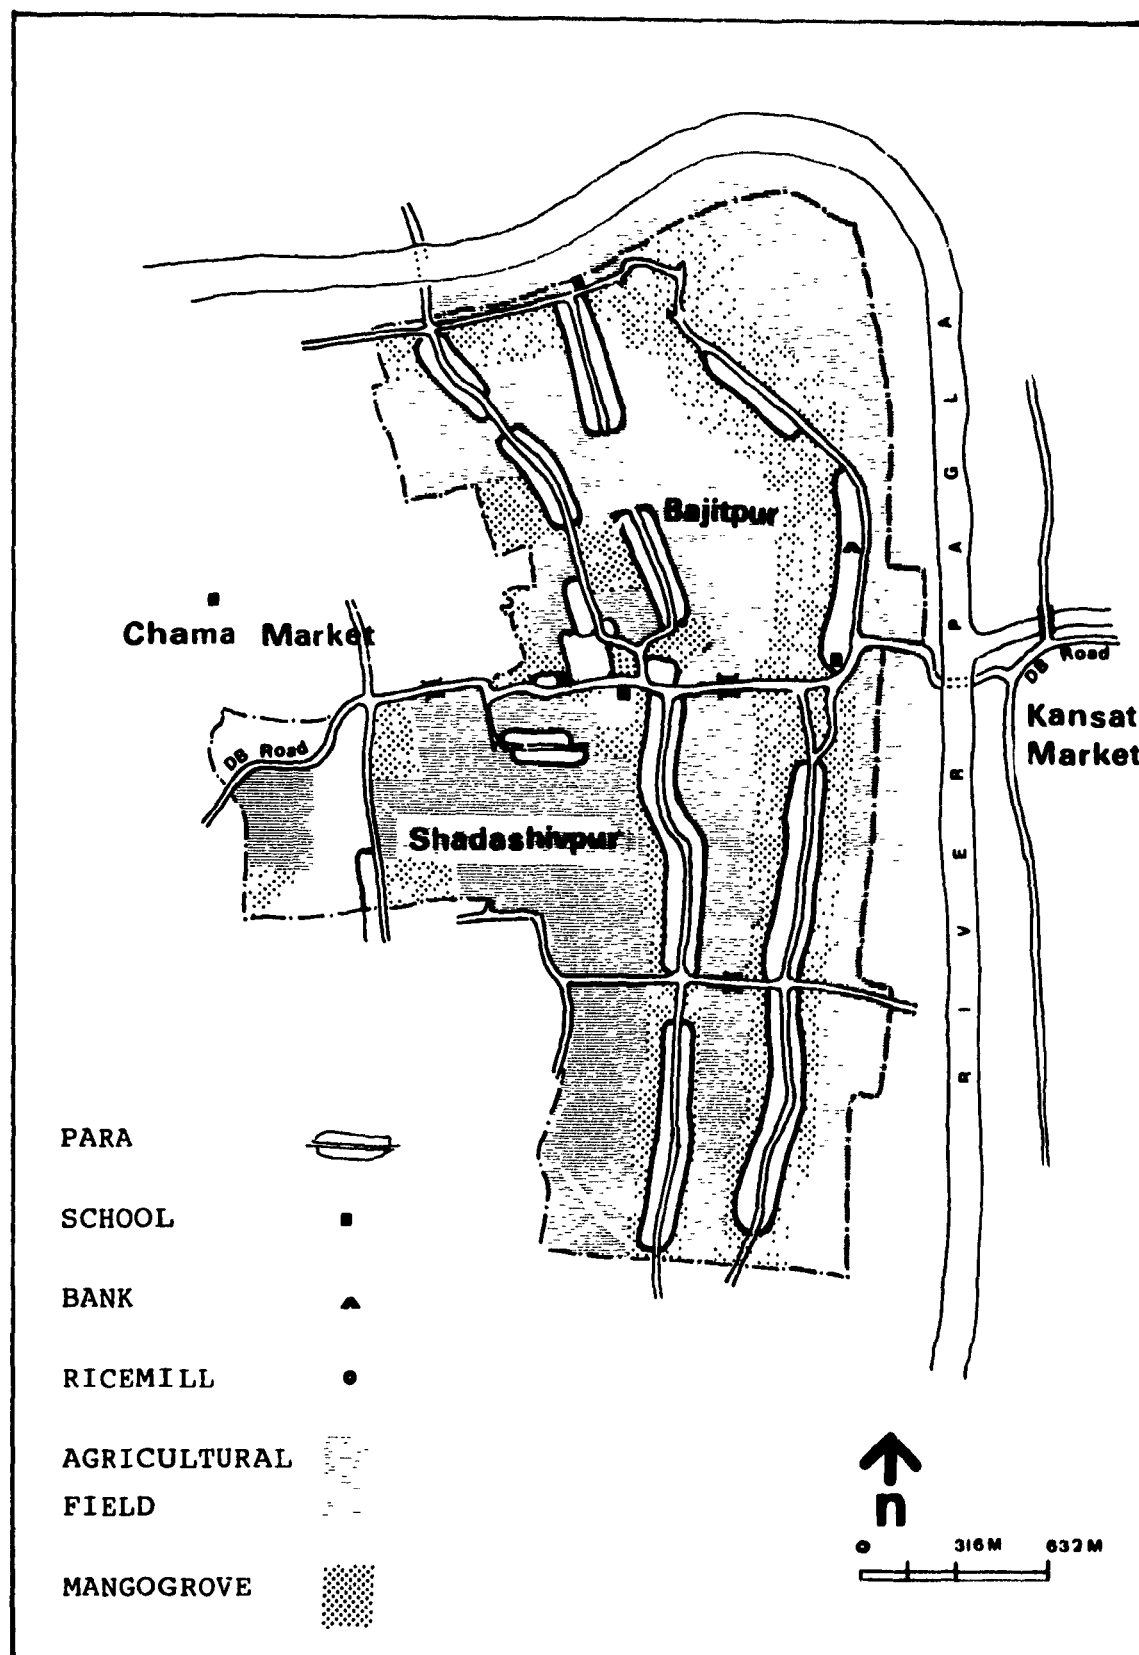 Bajitpur
Chama Market
DB Road
Kansat
Market
DB Road
Shadashivpur
PAGLA
RIVER
PARA
SCHOOL
BANK
RICEMILL
AGRICULTURAL
FIELD
MANGOGROVE
n
0 316M 632M